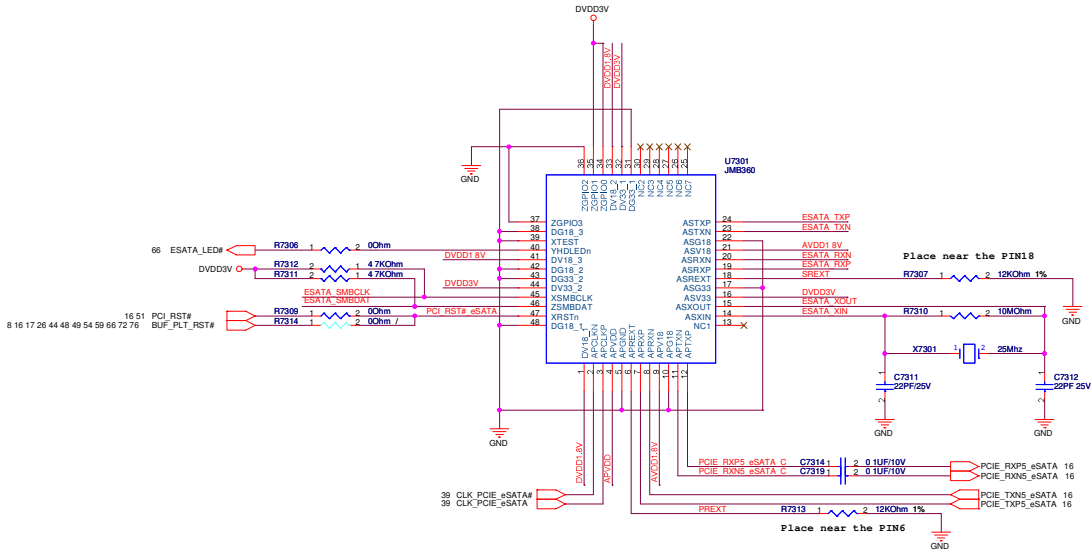 DVDD3V
DVDD1.8V
DVDD3V
GND
36
35
34
33
32
31
30
29
28
27
26
25
U7301
JMB360
ZGPIO2
ZGPIO1
ZGPIO0
DV18_2
DV33_1
DG33_1
NC2
NC3
NC4
NC5
NC6
NC7
37 ZGPIO3
38 DG18_3
39 XTEST
40 YHDLEDn
41 DV18_3
42 DG18_2
43 DG33_2
44 DV33_2
45 XSMBCLK
46 ZSMBDAT
47 XRSTn
48 DG18_1
ASTXP 24 ESATA_TXP
ASTXN 23 ESATA_TXN
ASG18 22
ASV18 21 AVDD1 8V
ASRXN 20 ESATA_RXN
ASRXP 19 ESATA_RXP
ASREXT 18 SREXT
ASG33 17
ASV33 16 DVDD3V
ASXOUT 15 ESATA_XOUT
ASXIN 14 ESATA_XIN
NC1 13
66 ESATA_LED# R7306 1 2 0Ohm
DVDD1 8V
DVDD3V R7312 2 1 4 7KOhm
R7311 2 1 4 7KOhm
DVDD3V
ESATA_SMBCLK
ESATA_SMBDAT
16 51 PCI_RST# R7309 1 2 0Ohm PCI_RST#_eSATA
8 16 17 26 44 48 49 54 59 66 72 76 BUF_PLT_RST# R7314 1 2 0Ohm /
Place near the PIN18
R7307 1 2 12KOhm 1%
GND
R7310 1 2 10MOhm
X7301 1 2 25Mhz
C7311 1 2
22PF/25V
GND
C7312 1 2
22PF 25V
GND
DV18_1
APCLKN
APCLKP
APVDD
APGND
APREXT
APRXP
APRXN
APV18
APG18
APTXN
APTXP
1
2
3
4
5
6
7
8
9
10
11
12
GND
DVDD1.8V
APVDD
AVDD1.8V
PCIE_RXP5_eSATA_C C7314 1 2 0 1UF/10V PCIE_RXP5_eSATA 16
PCIE_RXN5_eSATA_C C7319 1 2 0 1UF/10V PCIE_RXN5_eSATA 16
39 CLK_PCIE_eSATA#
39 CLK_PCIE_eSATA
PCIE_TXN5_eSATA 16
PCIE_TXP5_eSATA 16
PREXT R7313 1 2 12KOhm 1%
Place near the PIN6
GND